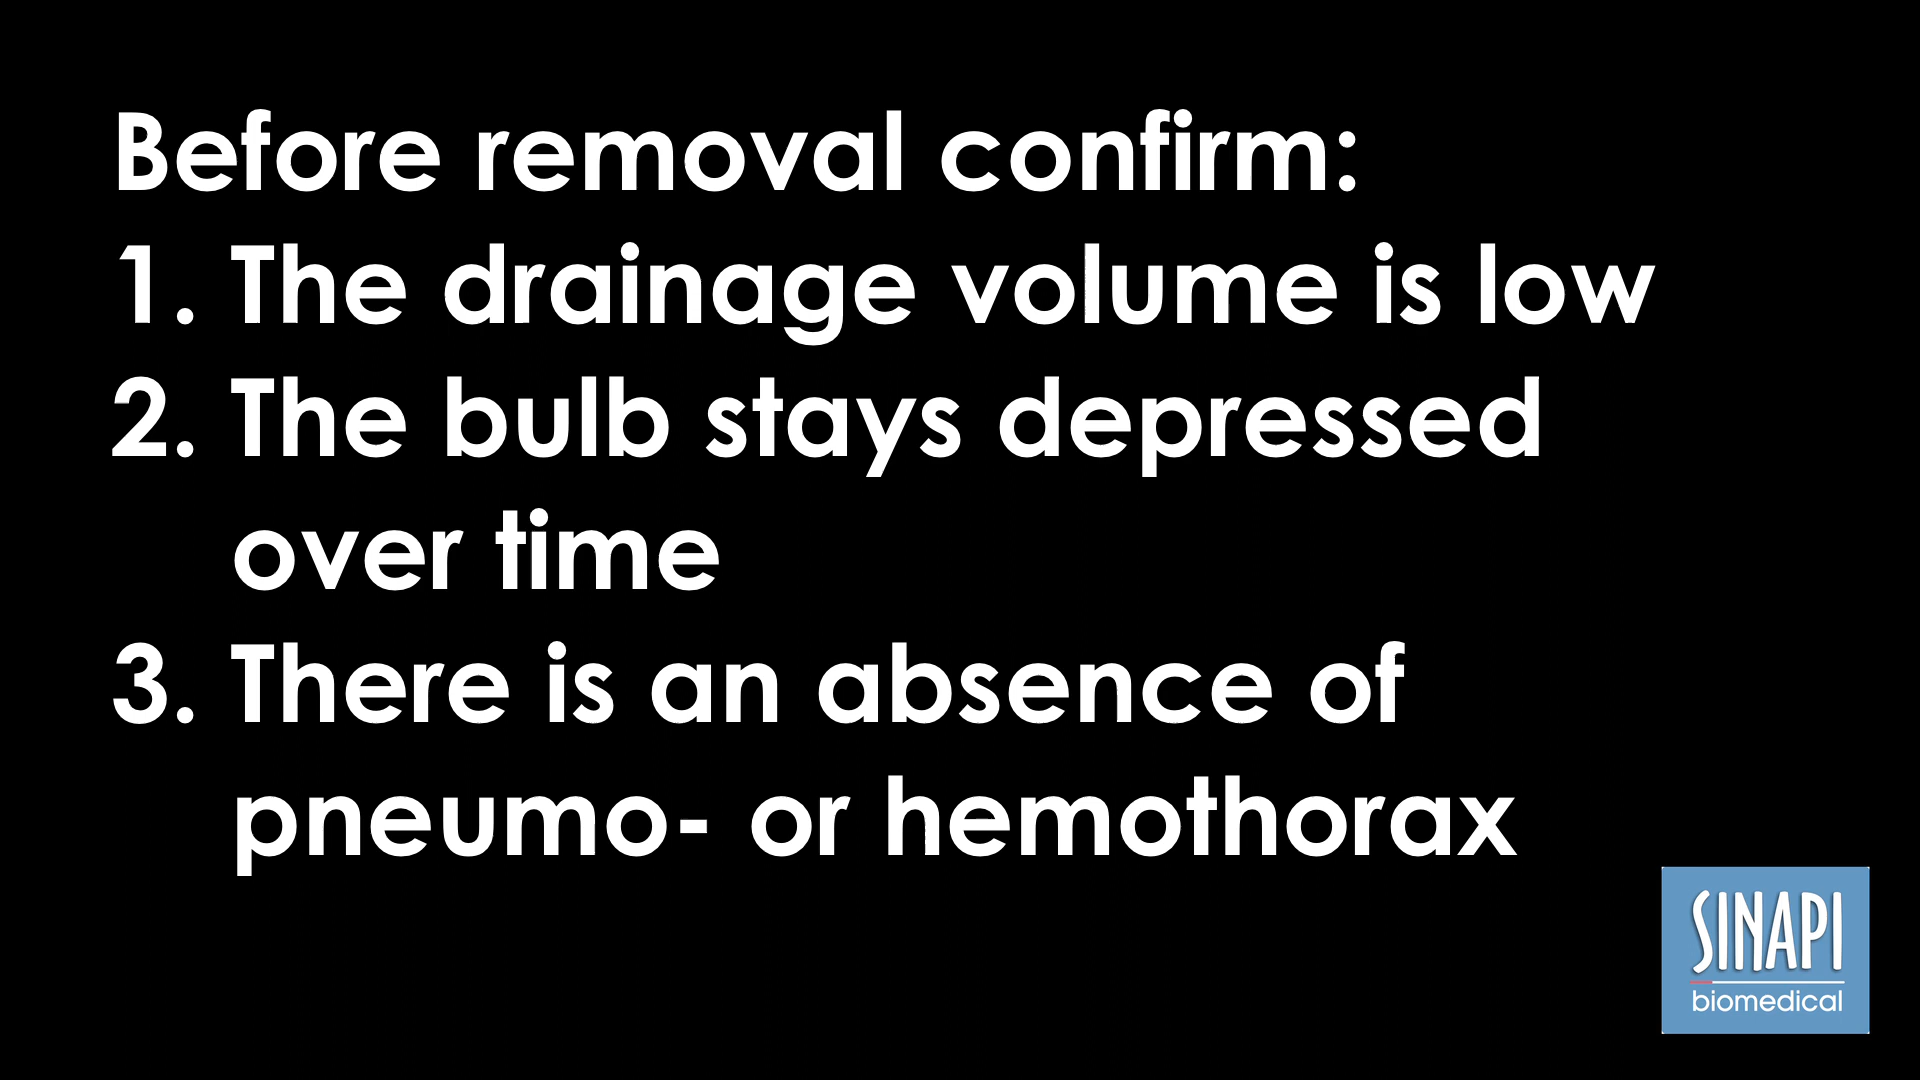 Before removal confirm:
1. The drainage volume is low
2. The bulb stays depressed
over time
3. There is an absence of
pneumo- or hemothorax
SINAPI
biomedical